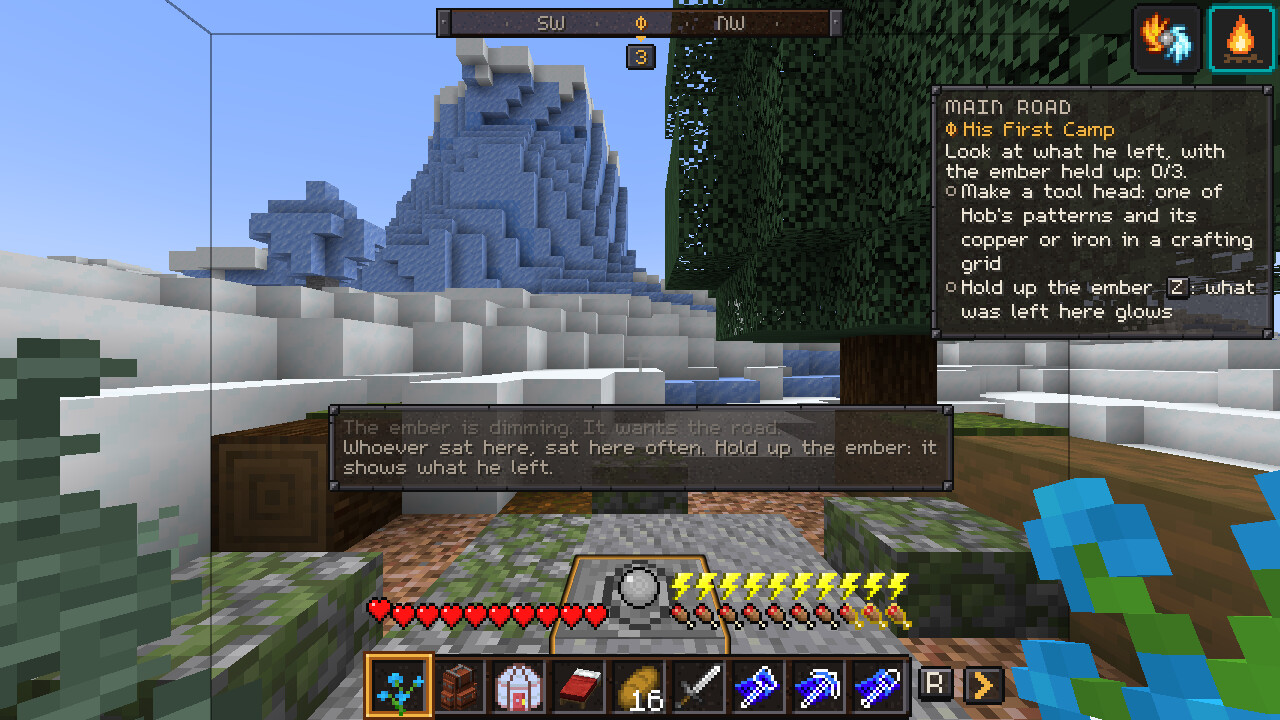 SW
NW
3
MAIN ROAD
His First Camp
Look at what he left, with
the ember held up: 0/3.
Make a tool head: one of
Hob's patterns and its
copper or iron in a crafting
grid
Hold up the ember Z: what
was left here glows
The ember is dimming. It wants the road.
Whoever sat here, sat here often. Hold up the ember: it
shows what he left.
16
R